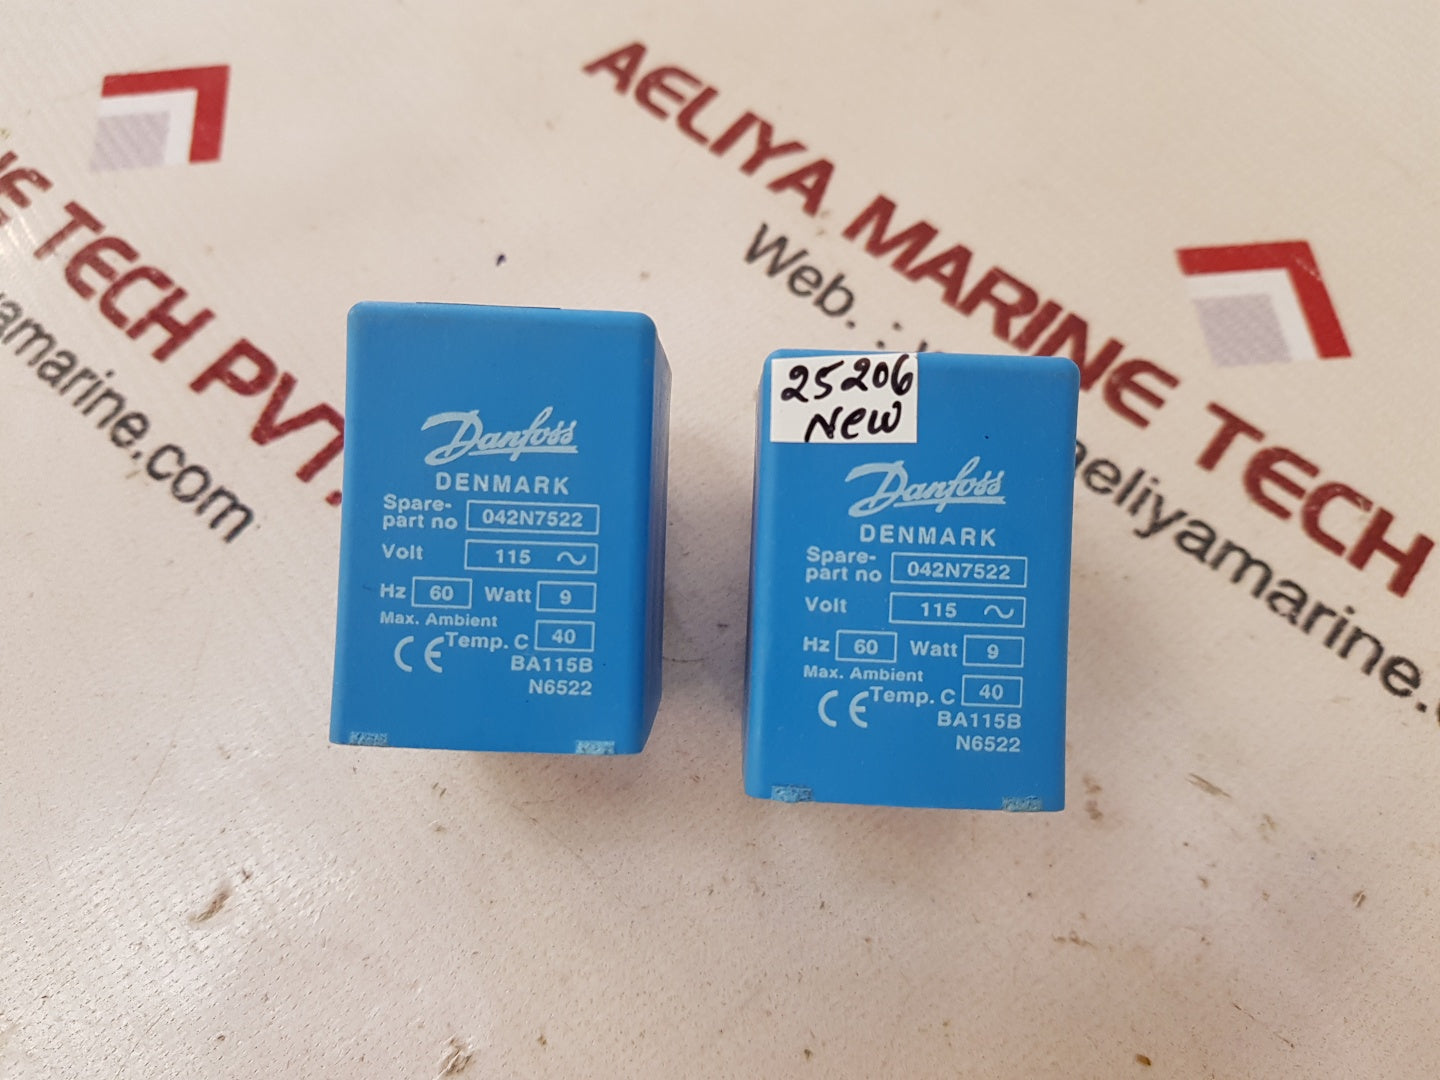 AELIYA MARINE TECH
Web. :
aeliyamarine.c
E TECH PVT.
amarine.com
Danfoss
DENMARK
Spare-
part no 042N7522
Volt 115 ~
Hz 60 Watt 9
Max. Ambient
Temp. C 40
CE
BA115B
N6522
25206
New
Danfoss
DENMARK
Spare-
part no 042N7522
Volt 115 ~
Hz 60 Watt 9
Max. Ambient
Temp. C 40
CE
BA115B
N6522